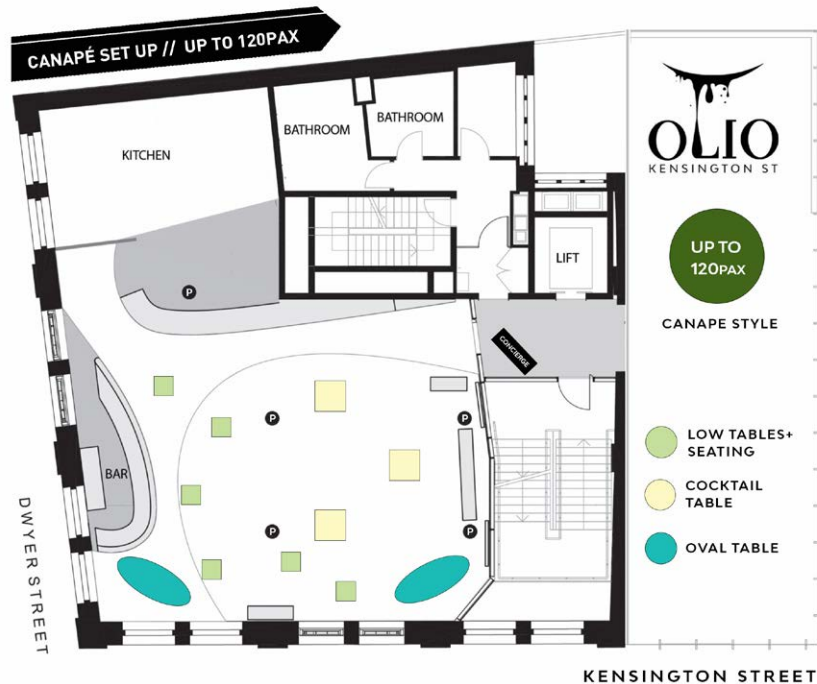 CANAPÉ SET UP // UP TO 120PAX
OLIO
KENSINGTON ST
UP TO
120PAX
CANAPE STYLE
LOW TABLES+
SEATING
COCKTAIL
TABLE
OVAL TABLE
KITCHEN
BATHROOM
BATHROOM
LIFT
CONCIERGE
P
P
P
P
P
BAR
DWYER STREET
KENSINGTON STREET